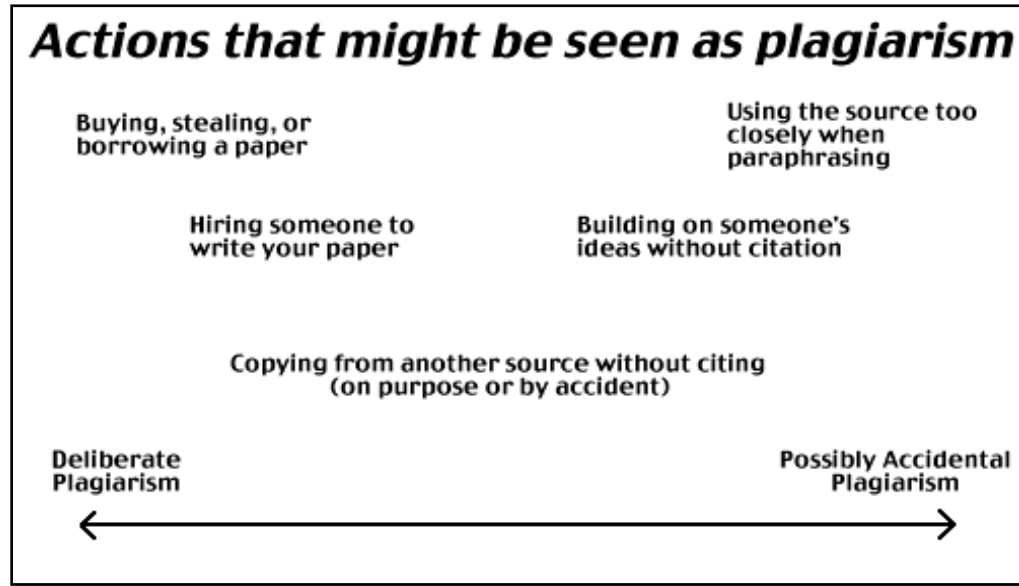 Actions that might be seen as plagiarism
Buying, stealing, or
borrowing a paper
Using the source too
closely when
paraphrasing
Hiring someone to
write your paper
Building on someone's
ideas without citation
Copying from another source without citing
(on purpose or by accident)
Deliberate
Plagiarism
Possibly Accidental
Plagiarism